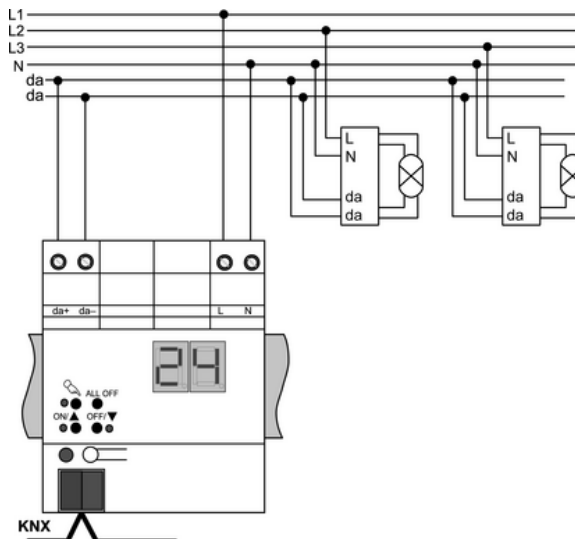 L1
L2
L3
N
da
da
L
N
da
da
L
N
da
da
da+ da– L N
24
ALL OFF
ON/▲ OFF/▼
KNX